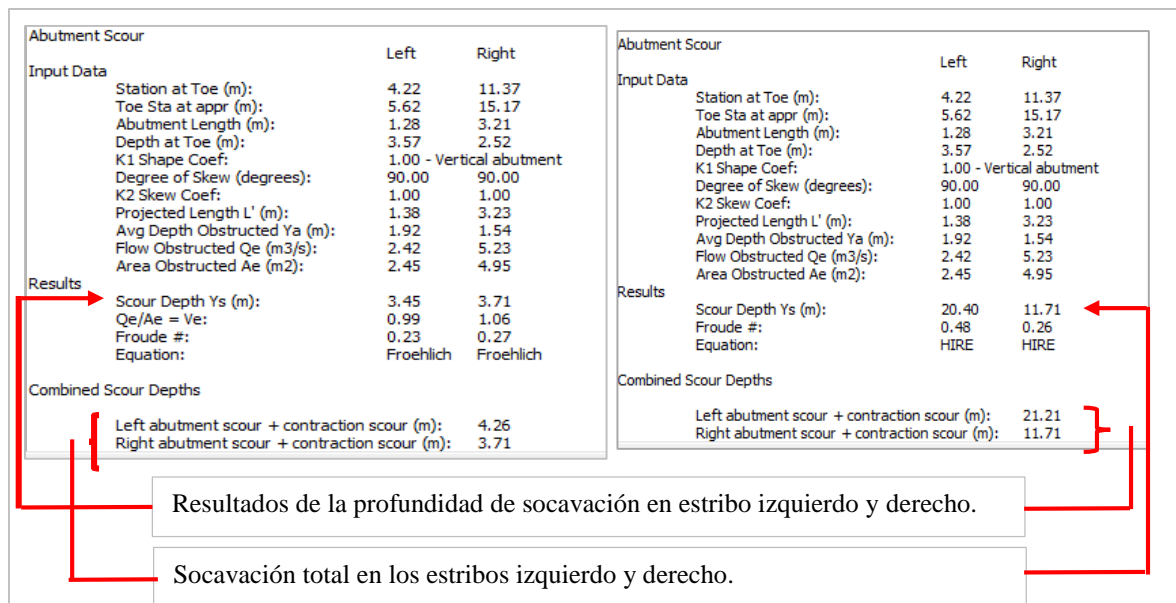 Abutment Scour
Left Right
Input Data
Station at Toe (m): 4.22 11.37
Toe Sta at appr (m): 5.62 15.17
Abutment Length (m): 1.28 3.21
Depth at Toe (m): 3.57 2.52
K1 Shape Coef: 1.00 - Vertical abutment
Degree of Skew (degrees): 90.00 90.00
K2 Skew Coef: 1.00 1.00
Projected Length L' (m): 1.38 3.23
Avg Depth Obstructed Ya (m): 1.92 1.54
Flow Obstructed Qe (m3/s): 2.42 5.23
Area Obstructed Ae (m2): 2.45 4.95
Results
Scour Depth Ys (m): 3.45 3.71
Qe/Ae = Ve: 0.99 1.06
Froude #: 0.23 0.27
Equation: Froehlich Froehlich
Combined Scour Depths
Left abutment scour + contraction scour (m): 4.26
Right abutment scour + contraction scour (m): 3.71
Abutment Scour
Left Right
Input Data
Station at Toe (m): 4.22 11.37
Toe Sta at appr (m): 5.62 15.17
Abutment Length (m): 1.28 3.21
Depth at Toe (m): 3.57 2.52
K1 Shape Coef: 1.00 - Vertical abutment
Degree of Skew (degrees): 90.00 90.00
K2 Skew Coef: 1.00 1.00
Projected Length L' (m): 1.38 3.23
Avg Depth Obstructed Ya (m): 1.92 1.54
Flow Obstructed Qe (m3/s): 2.42 5.23
Area Obstructed Ae (m2): 2.45 4.95
Results
Scour Depth Ys (m): 20.40 11.71
Froude #: 0.48 0.26
Equation: HIRE HIRE
Combined Scour Depths
Left abutment scour + contraction scour (m): 21.21
Right abutment scour + contraction scour (m): 11.71
Resultados de la profundidad de socavación en estribo izquierdo y derecho.
Socavación total en los estribos izquierdo y derecho.